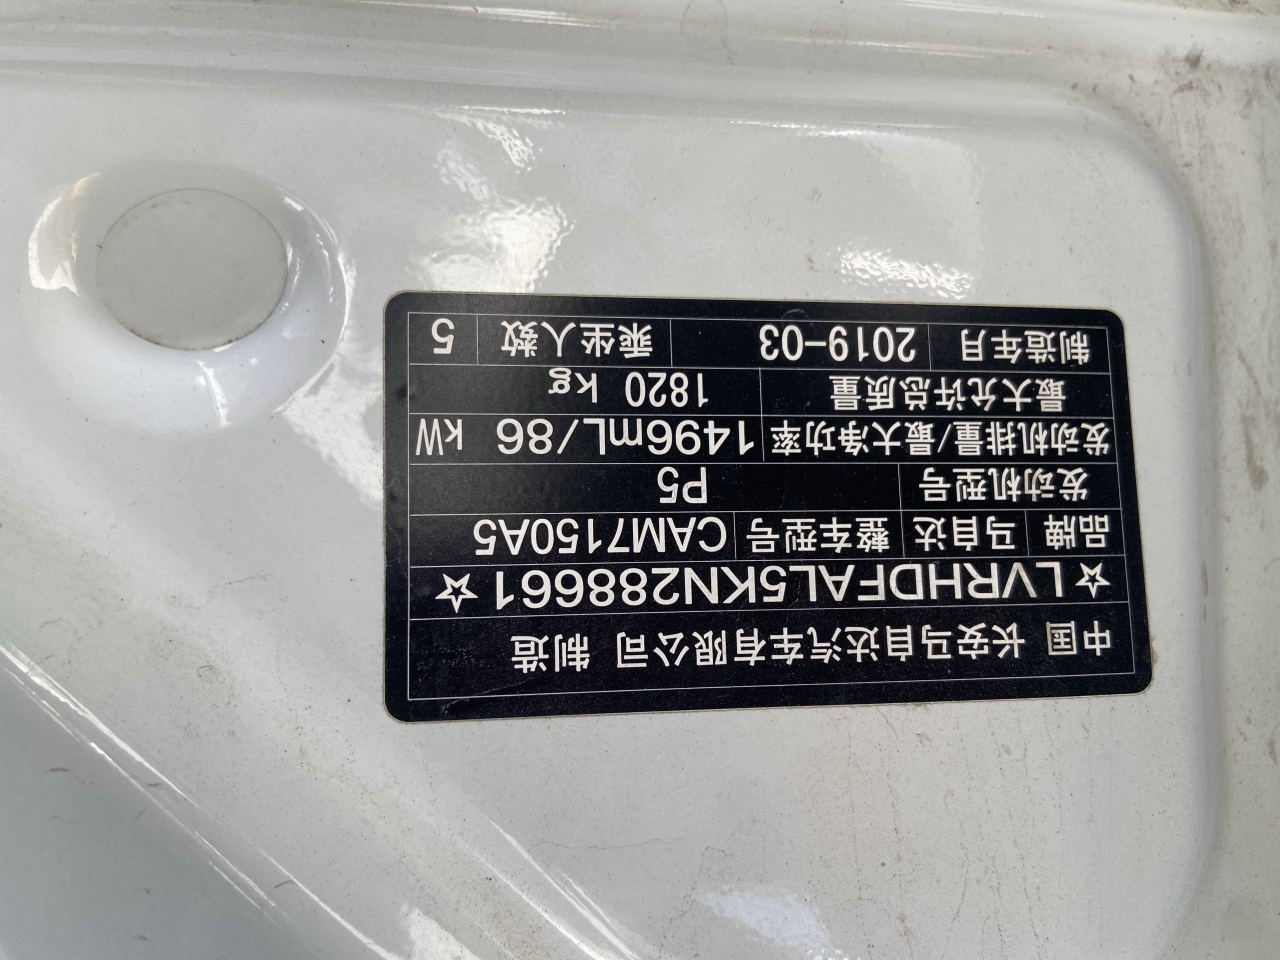 中国 长安马自达汽车有限公司 制造
☆LVRHDFAL5KN288661☆
品牌 马自达 整车型号 CAM7150A5
发动机型号 P5
发动机排量/最大净功率 1496mL/86 kW
最大允许总质量 1820 kg
制造年月 2019-03 乘坐人数 5